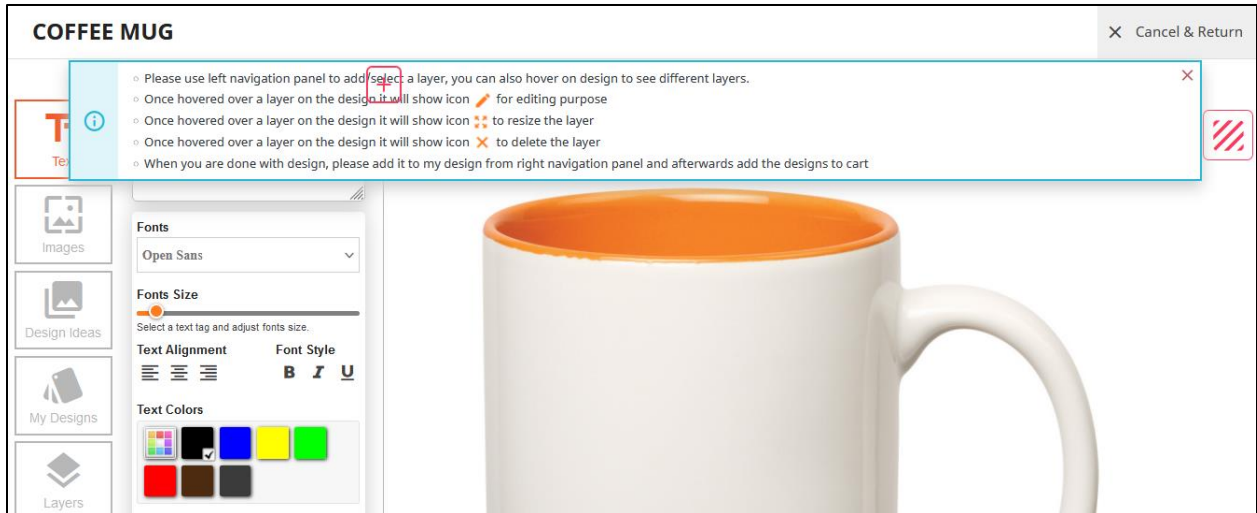 COFFEE MUG
Cancel & Return
Please use left navigation panel to add/select a layer, you can also hover on design to see different layers.
Once hovered over a layer on the design it will show icon for editing purpose
Once hovered over a layer on the design it will show icon to resize the layer
Once hovered over a layer on the design it will show icon to delete the layer
When you are done with design, please add it to my design from right navigation panel and afterwards add the designs to cart
Images
Design Ideas
My Designs
Layers
Fonts
Open Sans
Fonts Size
Select a text tag and adjust fonts size.
Text Alignment
Font Style
B I U
Text Colors